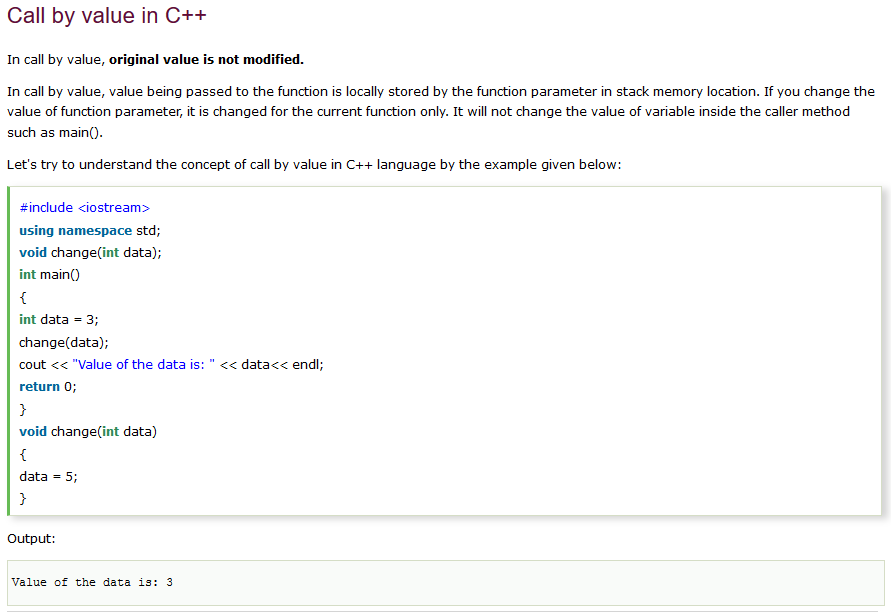 Call by value in C++
In call by value, original value is not modified.
In call by value, value being passed to the function is locally stored by the function parameter in stack memory location. If you change the
value of function parameter, it is changed for the current function only. It will not change the value of variable inside the caller method
such as main().
Let's try to understand the concept of call by value in C++ language by the example given below:
#include <iostream>
using namespace std;
void change(int data);
int main()
{
int data = 3;
change(data);
cout << "Value of the data is: " << data<< endl;
return 0;
}
void change(int data)
{
data = 5;
}
Output:
Value of the data is: 3